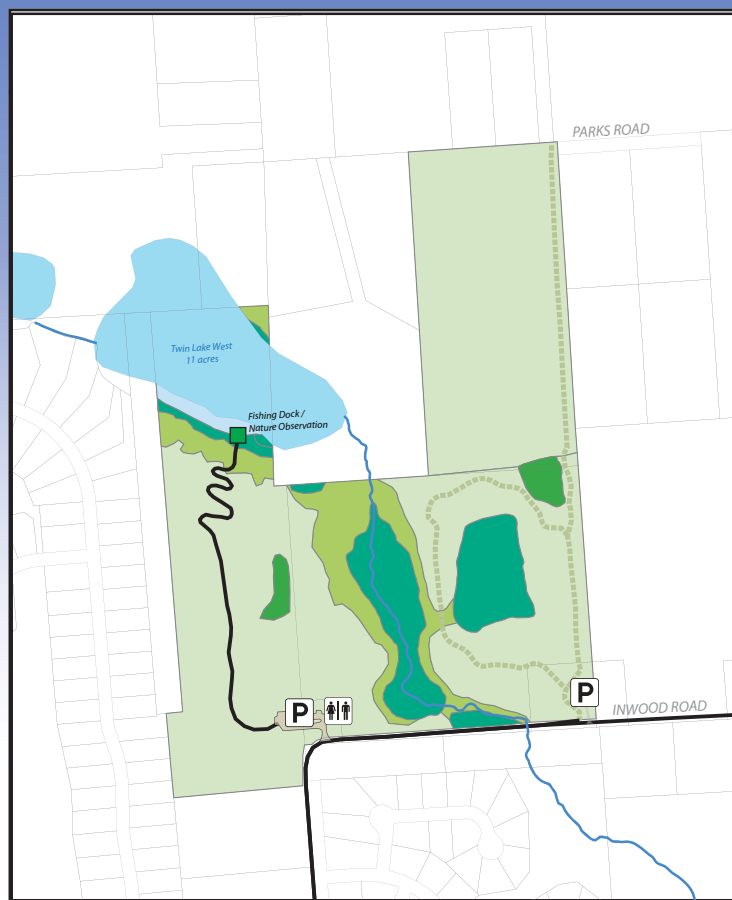 PARKS ROAD
Twin Lake West
11 acres
Fishing Dock /
Nature Observation
P
INWOOD ROAD
P